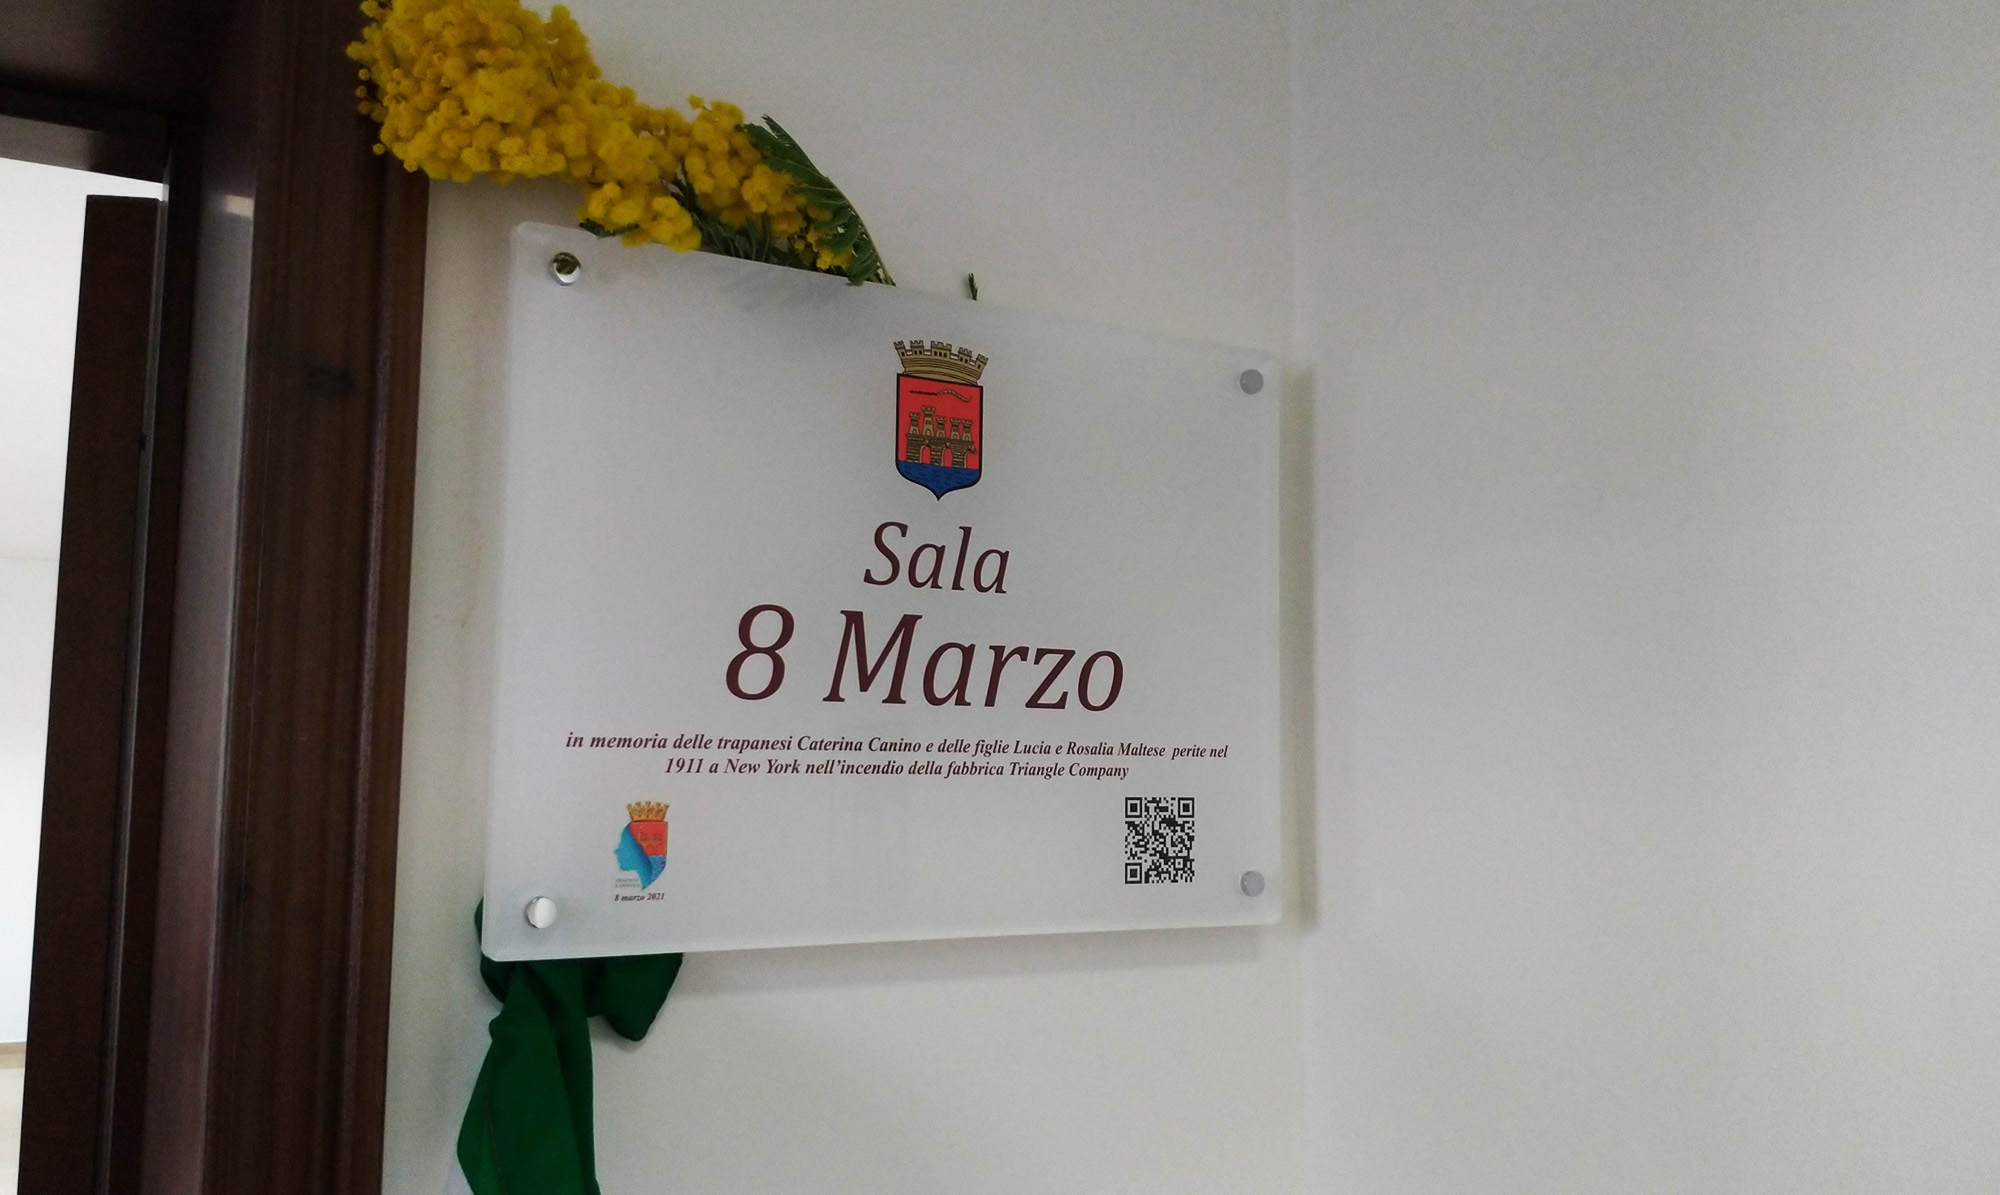 Sala
8 Marzo
in memoria delle trapanesi Caterina Canino e delle figlie Lucia e Rosalia Maltese perite nel
1911 a New York nell'incendio della fabbrica Triangle Company
8 marzo 2021